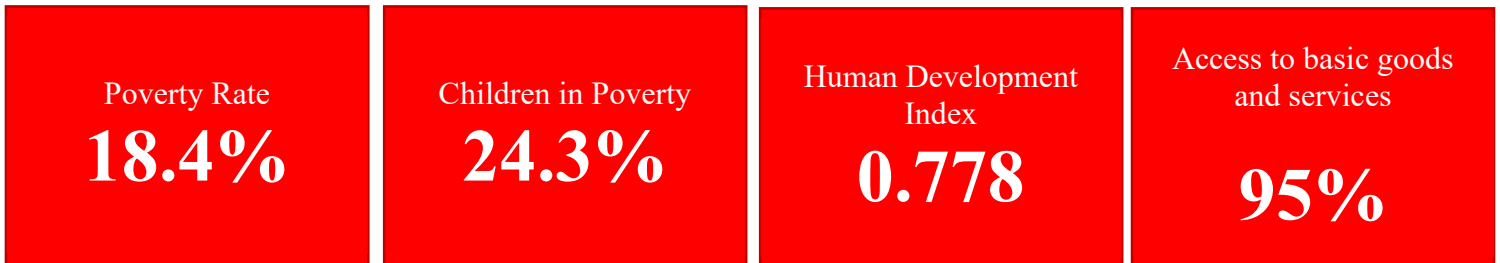 Poverty Rate
18.4%
Children in Poverty
24.3%
Human Development
Index
0.778
Access to basic goods
and services
95%